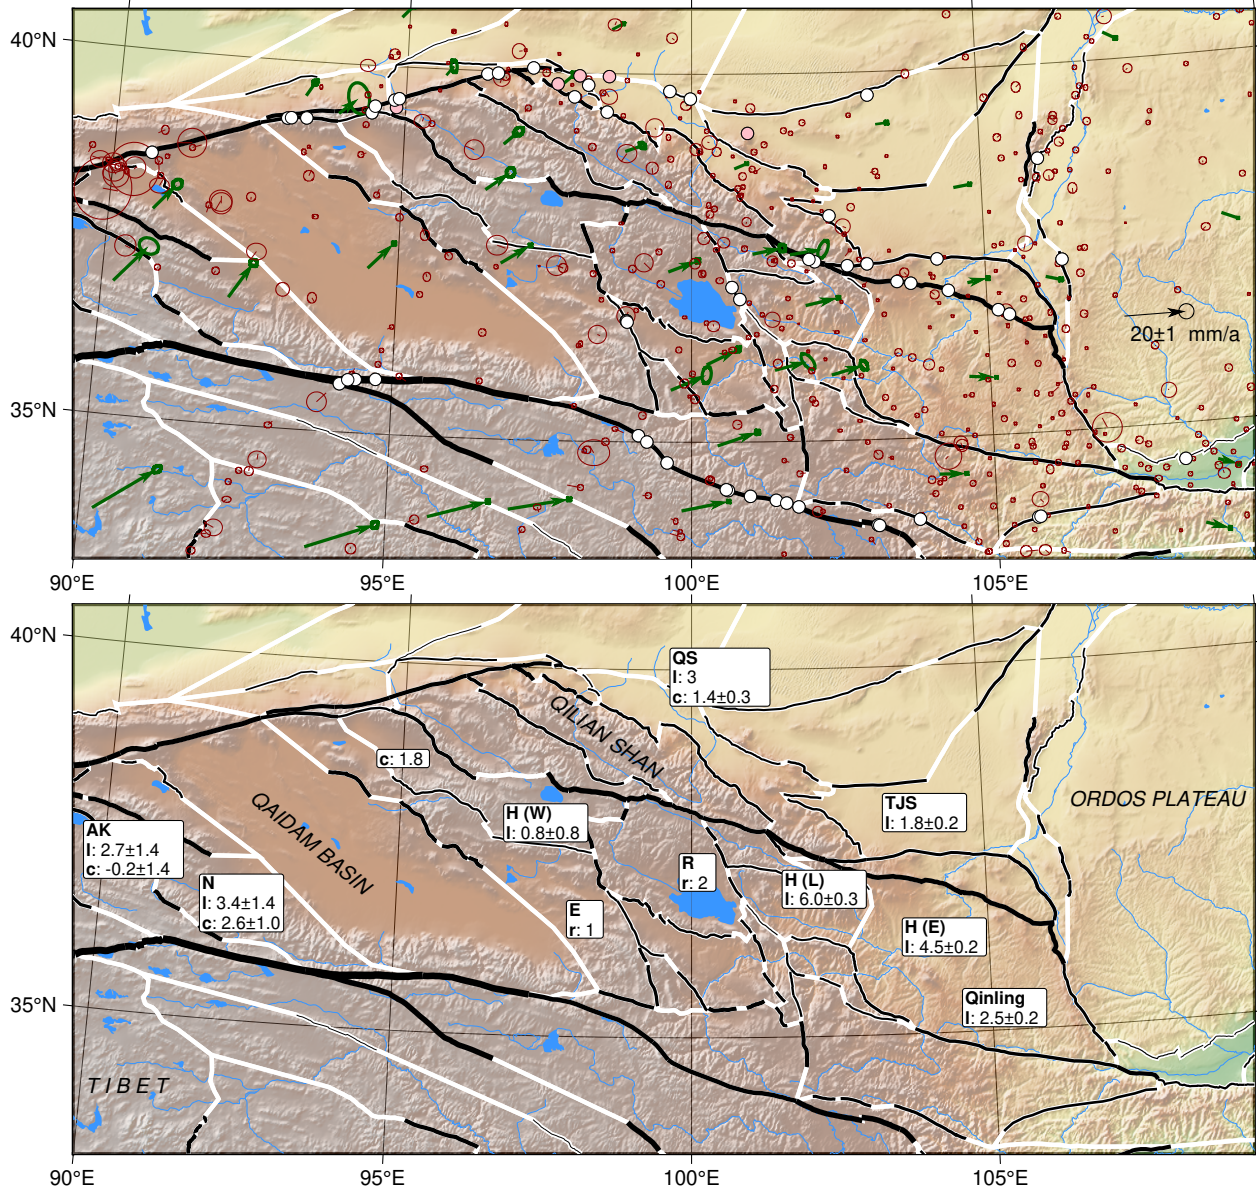 40°N
35°N
20±1 mm/a
90°E 95°E 100°E 105°E
40°N
QS
l: 3
c: 1.4±0.3
QILIAN SHAN
c: 1.8
QAIDAM BASIN
ORDOS PLATEAU
TJS
l: 1.8±0.2
H (W)
l: 0.8±0.8
AK
l: 2.7±1.4
c: -0.2±1.4
R
r: 2
H (L)
l: 6.0±0.3
N
l: 3.4±1.4
c: 2.6±1.0
E
r: 1
H (E)
l: 4.5±0.2
35°N
Qinling
l: 2.5±0.2
TIBET
90°E 95°E 100°E 105°E